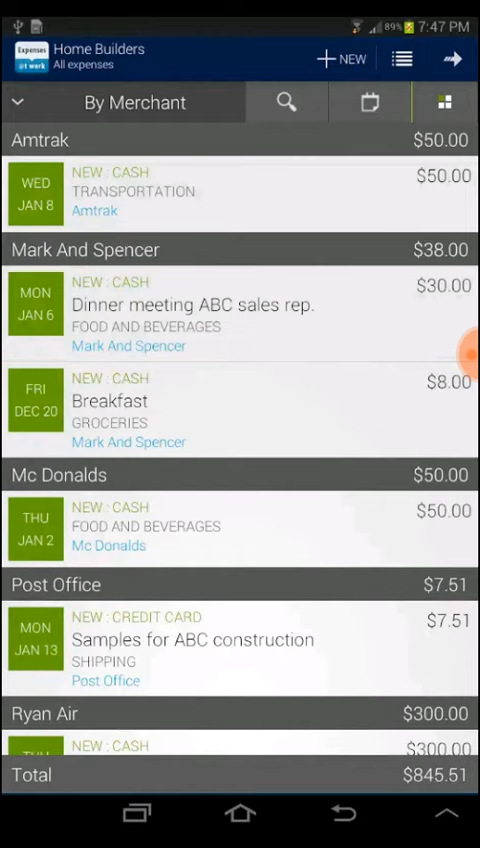 89% 7:47 PM
Expenses
@t work
Home Builders
All expenses
NEW
By Merchant
Amtrak $50.00
WED
JAN 8
NEW : CASH
TRANSPORTATION
Amtrak
$50.00
Mark And Spencer $38.00
MON
JAN 6
NEW : CASH
Dinner meeting ABC sales rep.
FOOD AND BEVERAGES
Mark And Spencer
$30.00
FRI
DEC 20
NEW : CASH
Breakfast
GROCERIES
Mark And Spencer
$8.00
Mc Donalds $50.00
THU
JAN 2
NEW : CASH
FOOD AND BEVERAGES
Mc Donalds
$50.00
Post Office $7.51
MON
JAN 13
NEW : CREDIT CARD
Samples for ABC construction
SHIPPING
Post Office
$7.51
Ryan Air $300.00
THU
NEW : CASH
$300.00
Total $845.51